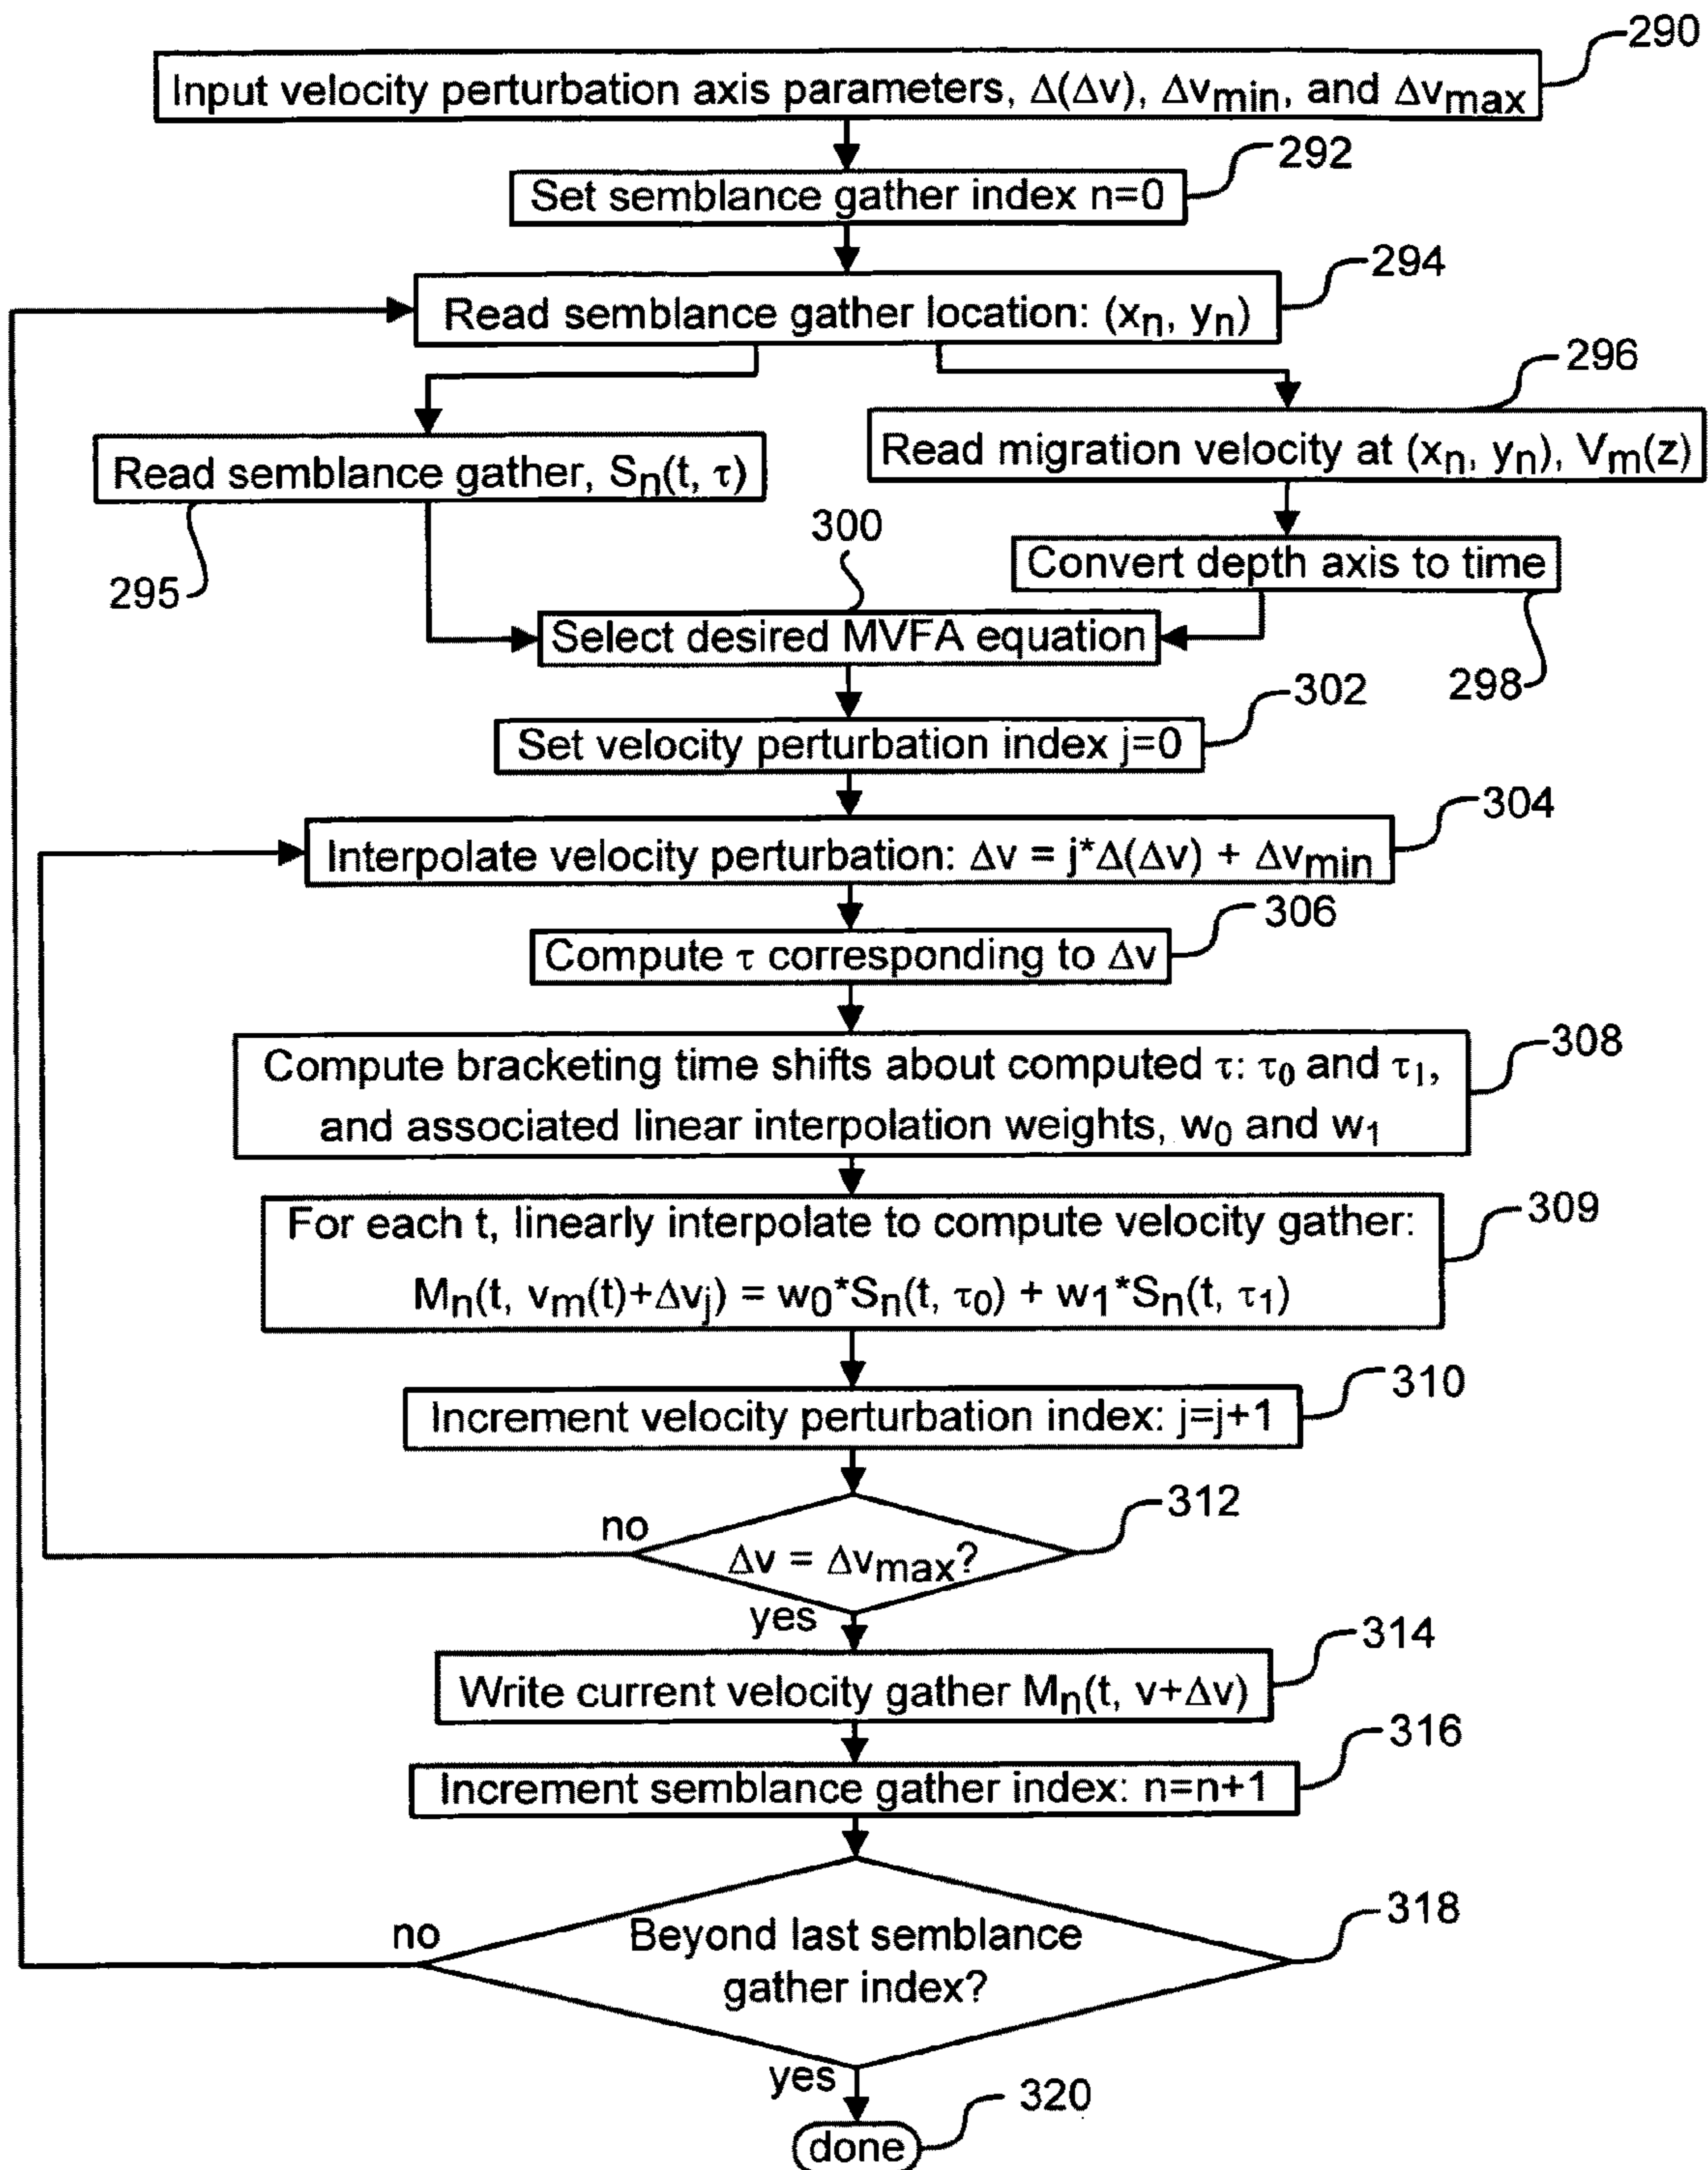 290
Input velocity perturbation axis parameters, Δ(Δv), Δvmin, and Δvmax
292
Set semblance gather index n=0
294
Read semblance gather location: (xn, yn)
296
Read migration velocity at (xn, yn), Vm(z)
Read semblance gather, Sn(t, τ)
295
300
Convert depth axis to time
298
Select desired MVFA equation
302
Set velocity perturbation index j=0
304
Interpolate velocity perturbation: Δv = j*Δ(Δv) + Δvmin
306
Compute τ corresponding to Δv
308
Compute bracketing time shifts about computed τ: τ0 and τ1,
and associated linear interpolation weights, w0 and w1
309
For each t, linearly interpolate to compute velocity gather:
Mn(t, vm(t)+Δvj) = w0*Sn(t, τ0) + w1*Sn(t, τ1)
310
Increment velocity perturbation index: j=j+1
312
no
Δv = Δvmax?
yes
314
Write current velocity gather Mn(t, v+Δv)
316
Increment semblance gather index: n=n+1
318
no
Beyond last semblance
gather index?
yes
320
done